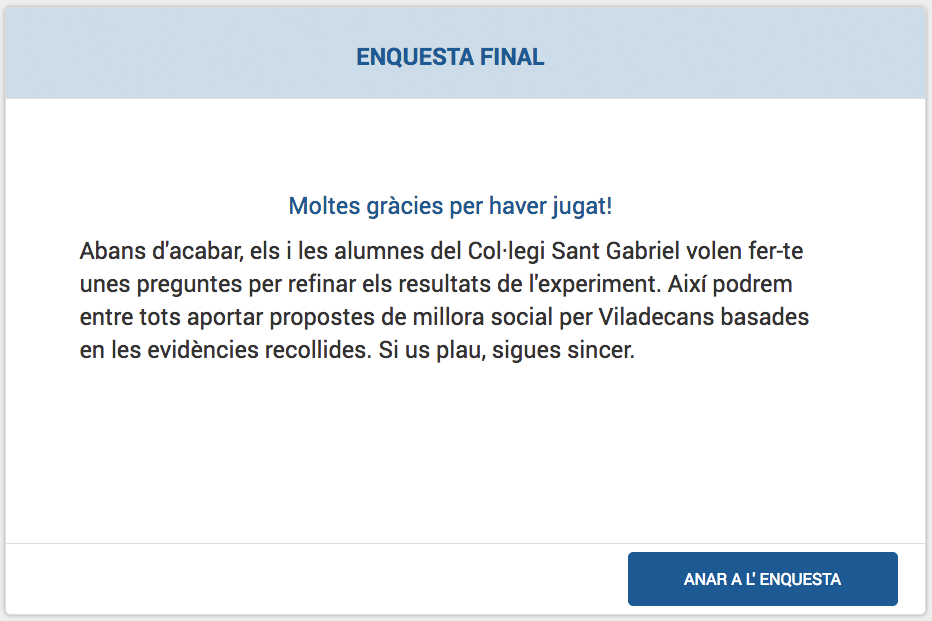 ENQUESTA FINAL
Moltes gràcies per haver jugat!
Abans d'acabar, els i les alumnes del Col·legi Sant Gabriel volen fer-te
unes preguntes per refinar els resultats de l'experiment. Així podrem
entre tots aportar propostes de millora social per Viladecans basades
en les evidències recollides. Si us plau, sigues sincer.
ANAR A L' ENQUESTA